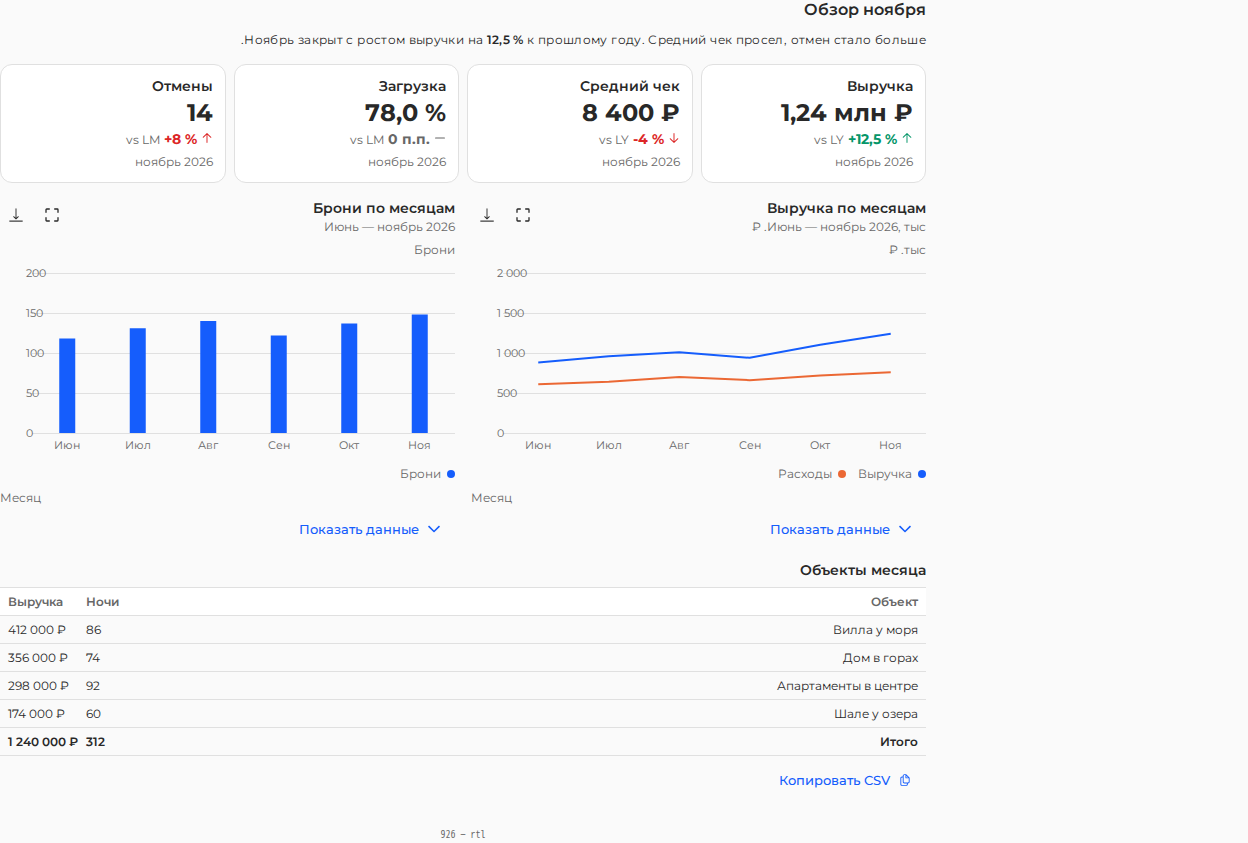 Обзор ноября
.Ноябрь закрыт с ростом выручки на 12,5 % к прошлому году. Средний чек просел, отмен стало больше
Выручка
1,24 млн ₽
vs LY +12,5 % ↑
ноябрь 2026
Средний чек
8 400 ₽
vs LY -4 % ↓
ноябрь 2026
Загрузка
78,0 %
vs LM 0 п.п. —
ноябрь 2026
Отмены
14
vs LM +8 % ↑
ноябрь 2026
Выручка по месяцам
₽ .Июнь — ноябрь 2026, тыс
₽ .тыс
2 000
1 500
1 000
500
0
Июн Июл Авг Сен Окт Ноя
Расходы Выручка
Месяц
Показать данные
Брони по месяцам
Июнь — ноябрь 2026
Брони
200
150
100
50
0
Июн Июл Авг Сен Окт Ноя
Брони
Месяц
Показать данные
Объекты месяца
Выручка Ночи Объект
412 000 ₽ 86 Вилла у моря
356 000 ₽ 74 Дом в горах
298 000 ₽ 92 Апартаменты в центре
174 000 ₽ 60 Шале у озера
1 240 000 ₽ 312 Итого
Копировать CSV
926 — rtl